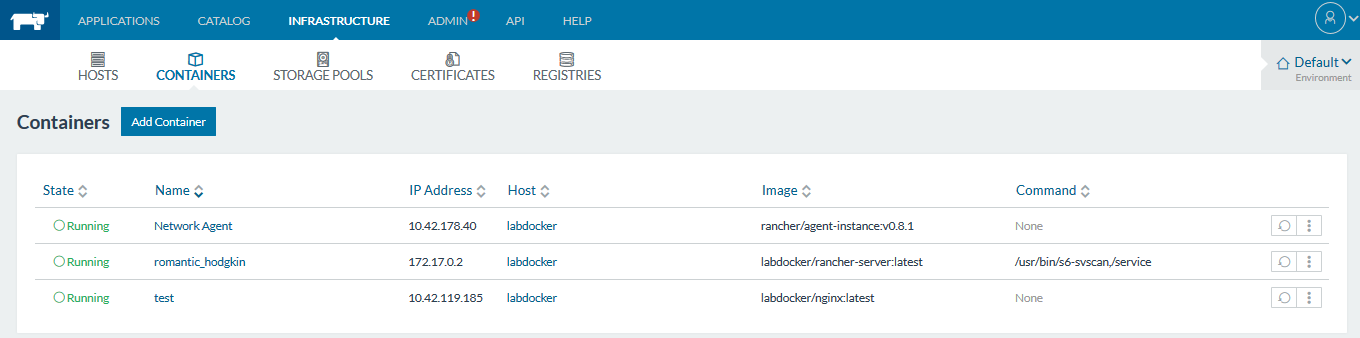 APPLICATIONS CATALOG INFRASTRUCTURE ADMIN ! API HELP
HOSTS CONTAINERS STORAGE POOLS CERTIFICATES REGISTRIES
Default
Environment
Containers Add Container
State Name IP Address Host Image Command
Running Network Agent 10.42.178.40 labdocker rancher/agent-instance:v0.8.1 None
Running romantic_hodgkin 172.17.0.2 labdocker labdocker/rancher-server:latest /usr/bin/s6-svscan,/service
Running test 10.42.119.185 labdocker labdocker/nginx:latest None